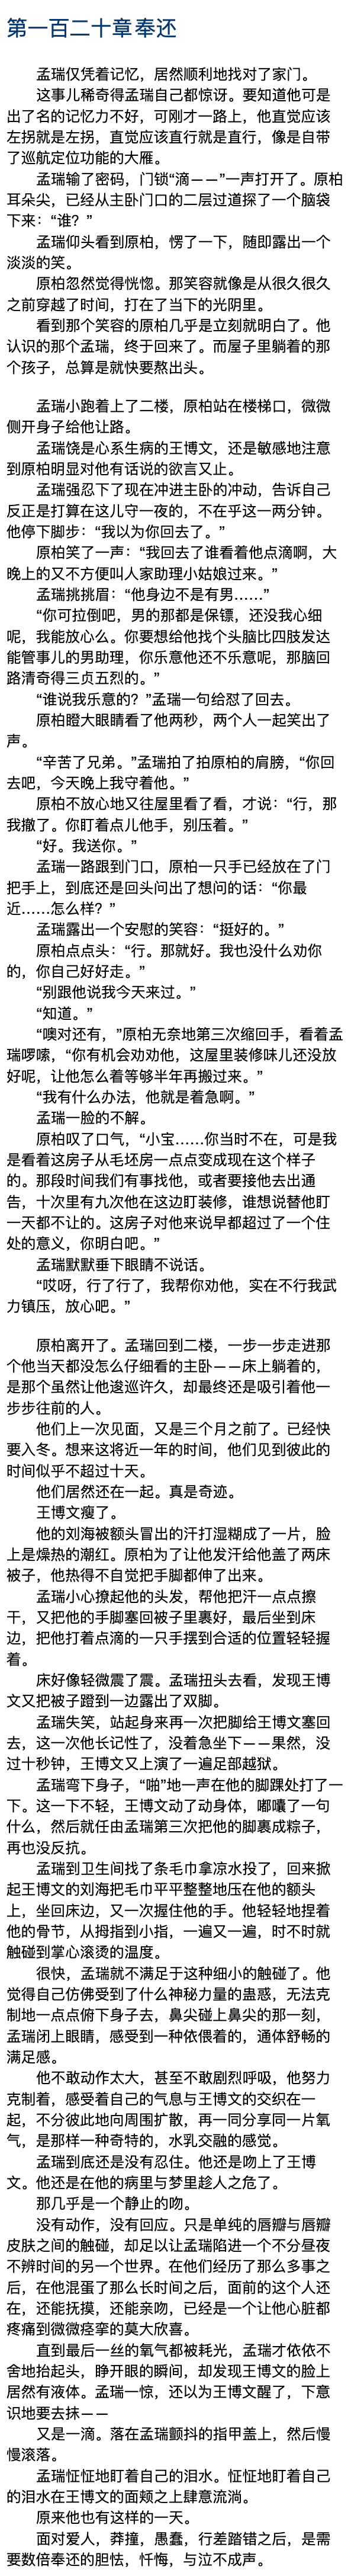 第一百二十章 奉还
孟瑞仅凭着记忆，居然顺利地找对了家门。
这事儿稀奇得孟瑞自己都惊讶。要知道他可是
出了名的记忆力不好，可刚才一路上，他直觉应该
左拐就是左拐，直觉应该直行就是直行，像是自带
了巡航定位功能的大雁。
孟瑞输了密码，门锁“滴——”一声打开了。原柏
耳朵尖，已经从主卧门口的二层过道探了一个脑袋
下来：“谁？”
孟瑞仰头看到原柏，愣了一下，随即露出一个
淡淡的笑。
原柏忽然觉得恍惚。那笑容就像是从很久很久
之前穿越了时间，打在了当下的光阴里。
看到那个笑容的原柏几乎是立刻就明白了。他
认识的那个孟瑞，终于回来了。而屋子里躺着的那
个孩子，总算是就快要熬出头。
孟瑞小跑着上了二楼，原柏站在楼梯口，微微
侧开身子给他让路。
孟瑞饶是心系生病的王博文，还是敏感地注意
到原柏明显对他有话说的欲言又止。
孟瑞强忍下了现在冲进主卧的冲动，告诉自己
反正是打算在这儿守一夜的，不在乎这一两分钟。
他停下脚步：“我以为你回去了。”
原柏笑了一声：“我回去了谁看着他点滴啊，大
晚上的又不方便叫人家助理小姑娘过来。”
孟瑞挑挑眉：“他身边不是有男……”
“你可拉倒吧，男的那都是保镖，还没我心细
呢，我能放心么。你要想给他找个头脑比四肢发达
能管事儿的男助理，你乐意他还不乐意呢，那脑回
路清奇得三贞五烈的。”
“谁说我乐意的？”孟瑞一句给怼了回去。
原柏瞪大眼睛看了他两秒，两个人一起笑出了
声。
“辛苦了兄弟。”孟瑞拍了拍原柏的肩膀，“你回
去吧，今天晚上我守着他。”
原柏不放心地又往屋里看了看，才说：“行，那
我撤了。你盯着点儿他手，别压着。”
“好。我送你。”
孟瑞一路跟到门口，原柏一只手已经放在了门
把手上，到底还是回头问出了想问的话：“你最
近……怎么样？”
孟瑞露出一个安慰的笑容：“挺好的。”
原柏点点头：“行。那就好。我也没什么劝你
的，你自己好好走。”
“别跟他说我今天来过。”
“知道。”
“噢对还有，”原柏无奈地第三次缩回手，看着孟
瑞啰嗦，“你有机会劝劝他，这屋里装修味儿还没放
好呢，让他怎么着等够半年再搬过来。”
“我有什么办法，他就是着急啊。”
孟瑞一脸的不解。
原柏叹了口气，“小宝……你当时不在，可是我
是看着这房子从毛坯房一点点变成现在这个样子
的。那段时间我们有事找他，或者要接他去出通
告，十次里有九次他在这边盯装修，谁想说替他盯
一天都不让的。这房子对他来说早都超过了一个住
处的意义，你明白吧。”
孟瑞默默垂下眼睛不说话。
“哎呀，行了行了，我帮你劝他，实在不行我武
力镇压，放心吧。”
原柏离开了。孟瑞回到二楼，一步一步走进那
个他当天都没怎么仔细看的主卧——床上躺着的，
是那个虽然让他逡巡许久，却最终还是吸引着他一
步步往前的人。
他们上一次见面，又是三个月之前了。已经快
要入冬。想来这将近一年的时间，他们见到彼此的
时间似乎不超过十天。
他们居然还在一起。真是奇迹。
王博文瘦了。
他的刘海被额头冒出的汗打湿糊成了一片，脸
上是燥热的潮红。原柏为了让他发汗给他盖了两床
被子，他热得不自觉把手脚都伸了出来。
孟瑞小心撩起他的头发，帮他把汗一点点擦
干，又把他的手脚塞回被子里裹好，最后坐到床
边，把他打着点滴的一只手摆到合适的位置轻轻握
着。
床好像轻微震了震。孟瑞扭头去看，发现王博
文又把被子蹬到一边露出了双脚。
孟瑞失笑，站起身来再一次把脚给王博文塞回
去，这一次他长记性了，没着急坐下——果然，没
过十秒钟，王博文又上演了一遍足部越狱。
孟瑞弯下身子，“啪”地一声在他的脚踝处打了一
下。这一下不轻，王博文动了动身体，嘟囔了一句
什么，然后就任由孟瑞第三次把他的脚裹成粽子，
再也没反抗。
孟瑞到卫生间找了条毛巾拿凉水投了，回来掀
起王博文的刘海把毛巾平平整整地压在他的额头
上，坐回床边，又一次握住他的手。他轻轻地捏着
他的骨节，从拇指到小指，一遍又一遍，时不时就
触碰到掌心滚烫的温度。
很快，孟瑞就不满足于这种细小的触碰了。他
觉得自己仿佛受到了什么神秘力量的蛊惑，无法克
制地一点点俯下身子去，鼻尖碰上鼻尖的那一刻，
孟瑞闭上眼睛，感受到一种依偎着的，通体舒畅的
满足感。
他不敢动作太大，甚至不敢剧烈呼吸，他努力
克制着，感受着自己的气息与王博文的交织在一
起，不分彼此地向周围扩散，再一同分享同一片氧
气，是那样一种奇特的，水乳交融的感觉。
孟瑞到底还是没有忍住。他还是吻上了王博
文。他还是在他的病里与梦里趁人之危了。
那几乎是一个静止的吻。
没有动作，没有回应。只是单纯的唇瓣与唇瓣
皮肤之间的触碰，却足以让孟瑞陷进一个不分昼夜
不辨时间的另一个世界。在他们经历了那么多事之
后，在他混蛋了那么长时间之后，面前的这个人还
在，还能抚摸，还能亲吻，已经是一个让他心脏都
疼痛到微微痉挛的莫大欣喜。
直到最后一丝的氧气都被耗光，孟瑞才依依不
舍地抬起头，睁开眼的瞬间，却发现王博文的脸上
居然有液体。孟瑞一惊，还以为王博文醒了，下意
识地要去抹——
又是一滴。落在孟瑞颤抖的指甲盖上，然后慢
慢滚落。
孟瑞怔怔地盯着自己的泪水。怔怔地盯着自己
的泪水在王博文的面颊之上肆意流淌。
原来他也有这样的一天。
面对爱人，莽撞，愚蠢，行差踏错之后，是需
要数倍奉还的胆怯，忏悔，与泣不成声。